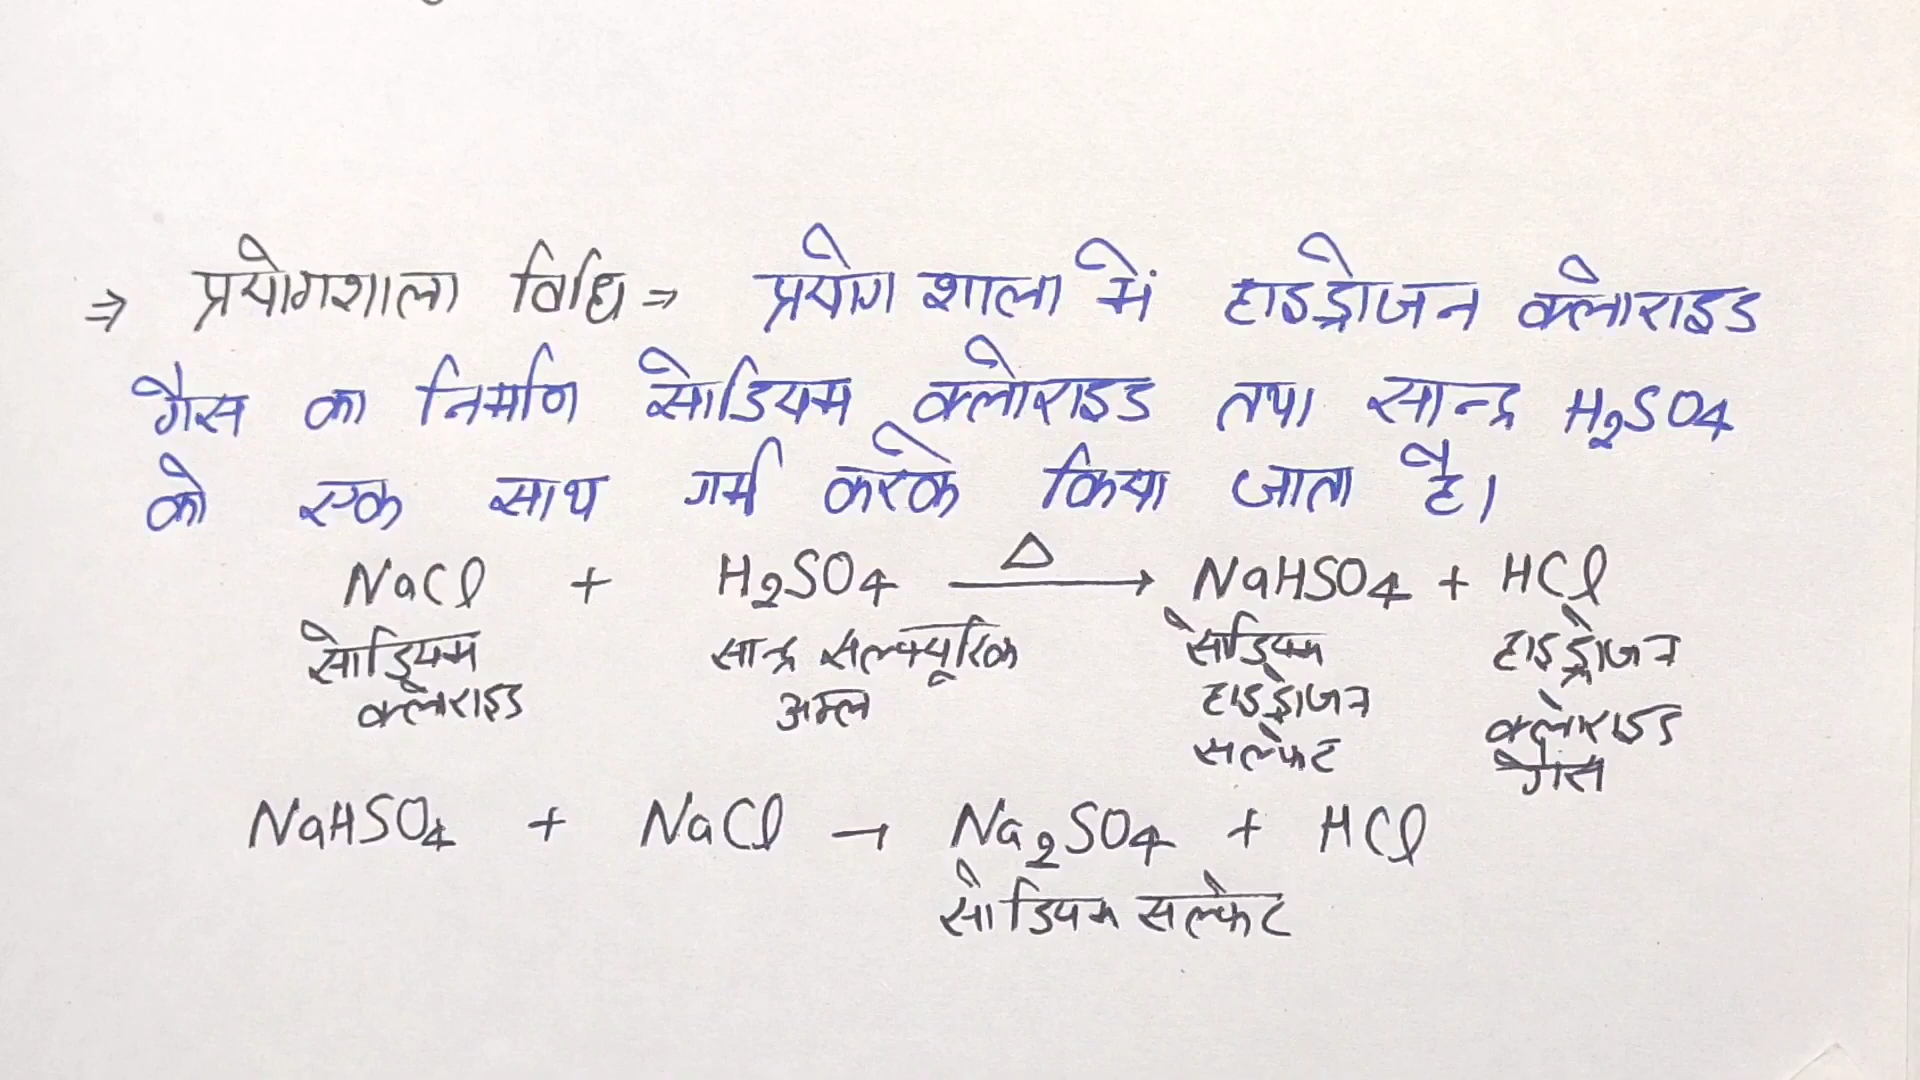 ⇒ प्रयोगशाला विधि ⇒ प्रयोग शाला में हाइड्रोजन क्लोराइड
गैस का निर्माण सोडियम क्लोराइड तथा सान्द्र H₂SO₄
को एक साथ गर्म करके किया जाता है।
NaCl + H₂SO₄ —Δ→ NaHSO₄ + HCl
सोडियम सान्द्र सल्फ्यूरिक सोडियम हाइड्रोजन
क्लोराइड अम्ल हाइड्रोजन क्लोराइड
सल्फेट गैस
NaHSO₄ + NaCl → Na₂SO₄ + HCl
सोडियम सल्फेट